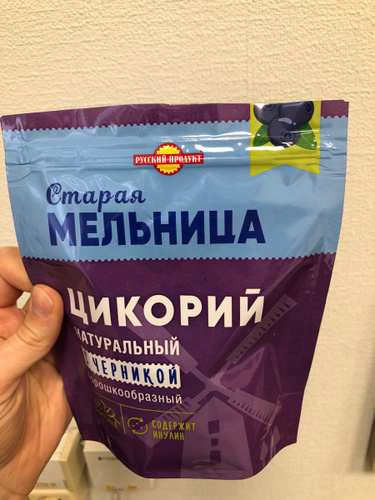 РУССКИЙ ПРОДУКТ
Старая
МЕЛЬНИЦА
ЦИКОРИЙ
НАТУРАЛЬНЫЙ
ЧЕРНИКОЙ
порошкообразный
СОДЕРЖИТ
ИНУЛИН